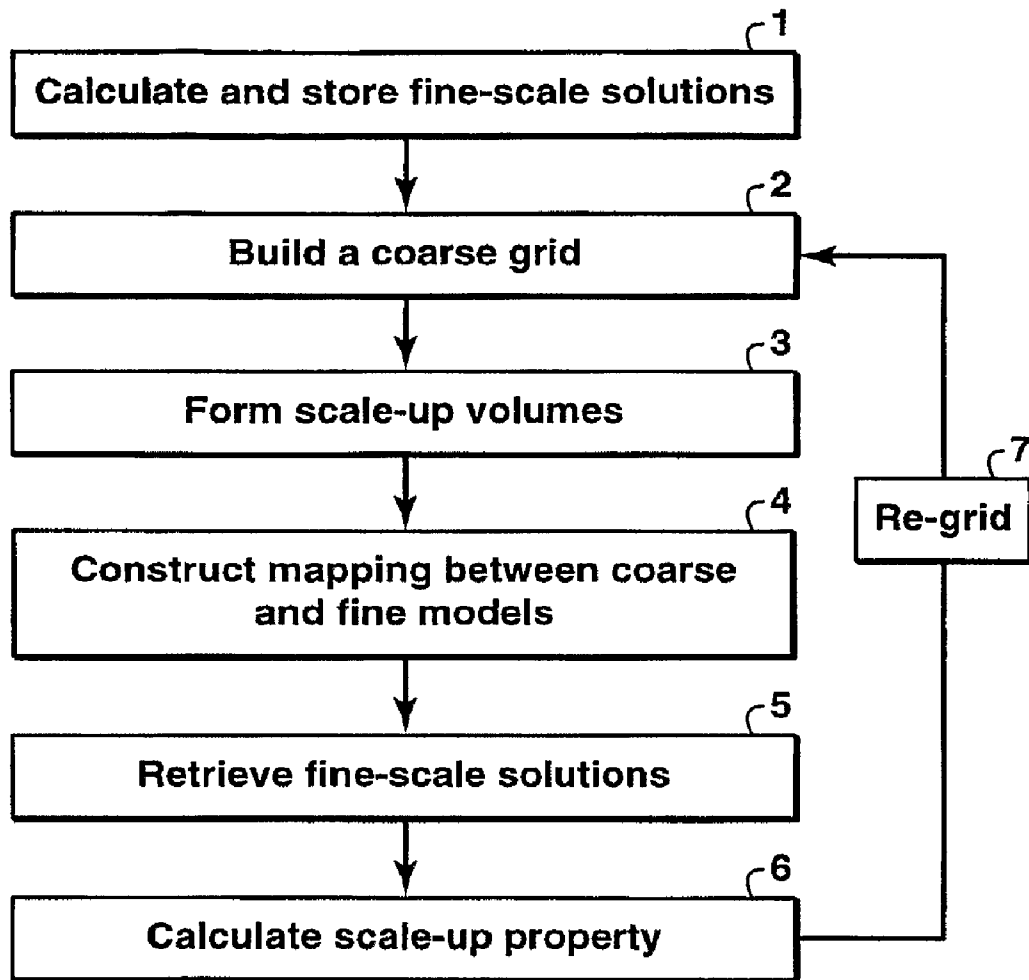 1
Calculate and store fine-scale solutions
2
Build a coarse grid
3
Form scale-up volumes
4
Construct mapping between coarse
and fine models
5
Retrieve fine-scale solutions
6
Calculate scale-up property
7
Re-grid